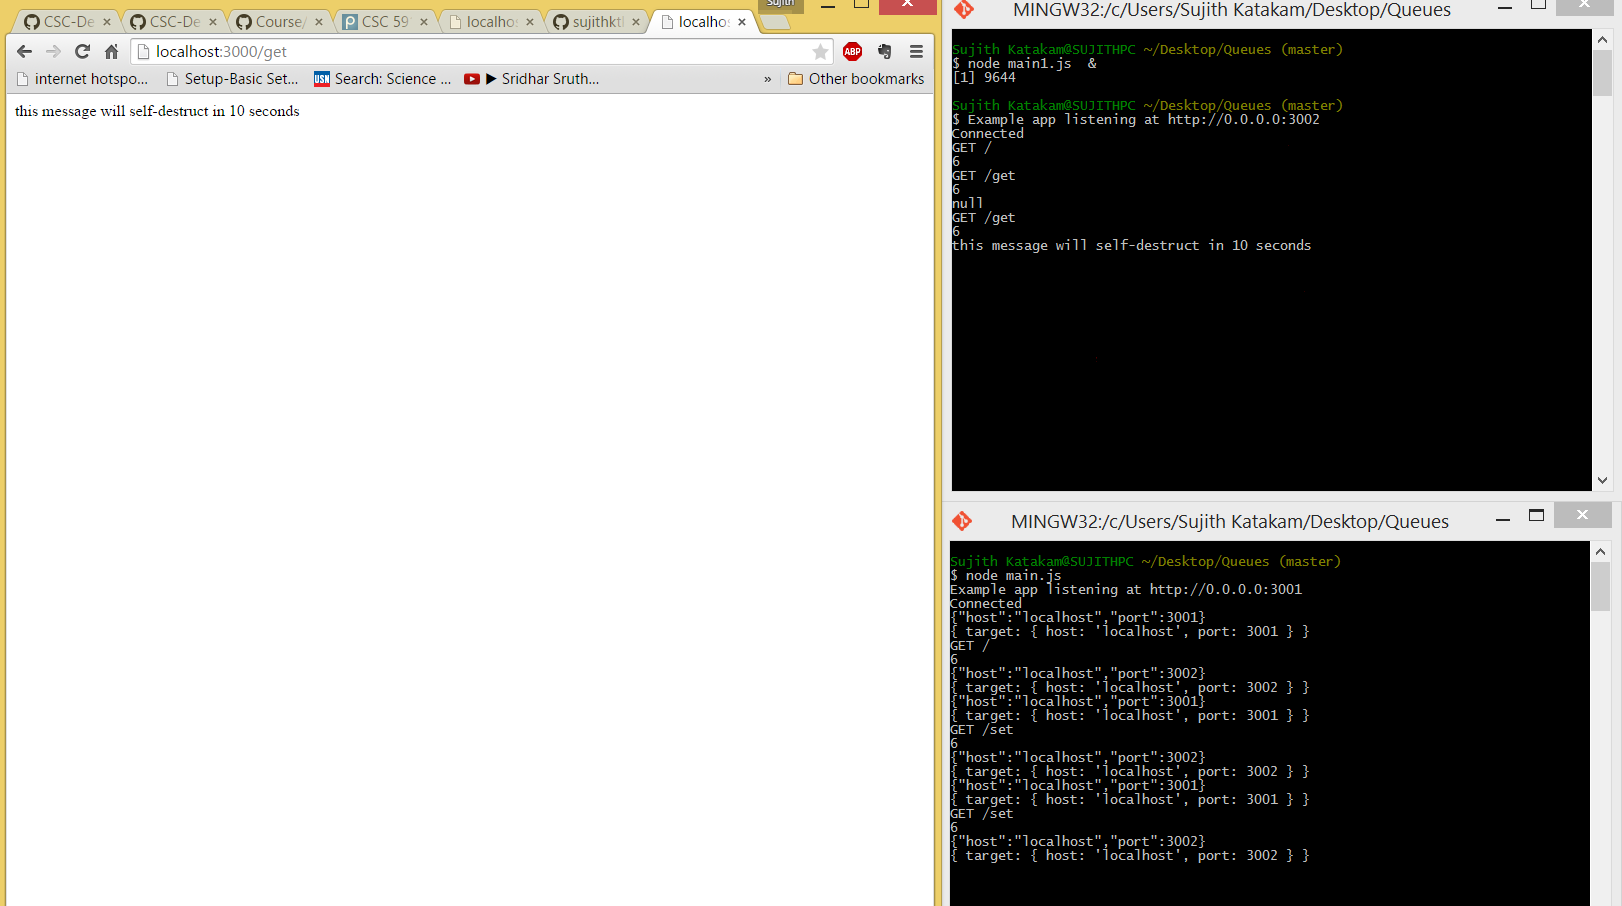 Sujith
CSC-De
CSC-De
Course/
CSC 59
localhos
sujithkt
localhos
localhost:3000/get
ABP
internet hotspo...
Setup-Basic Set...
USN
Search: Science ...
▶ Sridhar Sruth...
»
Other bookmarks
this message will self-destruct in 10 seconds
MINGW32:/c/Users/Sujith Katakam/Desktop/Queues
Sujith Katakam@SUJITHPC ~/Desktop/Queues (master)
$ node main1.js  &
[1] 9644
Sujith Katakam@SUJITHPC ~/Desktop/Queues (master)
$ Example app listening at http://0.0.0.0:3002
Connected
GET /
6
GET /get
6
null
GET /get
6
this message will self-destruct in 10 seconds
MINGW32:/c/Users/Sujith Katakam/Desktop/Queues
Sujith Katakam@SUJITHPC ~/Desktop/Queues (master)
$ node main.js
Example app listening at http://0.0.0.0:3001
Connected
{"host":"localhost","port":3001}
{ target: { host: 'localhost', port: 3001 } }
GET /
6
{"host":"localhost","port":3002}
{ target: { host: 'localhost', port: 3002 } }
{"host":"localhost","port":3001}
{ target: { host: 'localhost', port: 3001 } }
GET /set
6
{"host":"localhost","port":3002}
{ target: { host: 'localhost', port: 3002 } }
{"host":"localhost","port":3001}
{ target: { host: 'localhost', port: 3001 } }
GET /set
6
{"host":"localhost","port":3002}
{ target: { host: 'localhost', port: 3002 } }